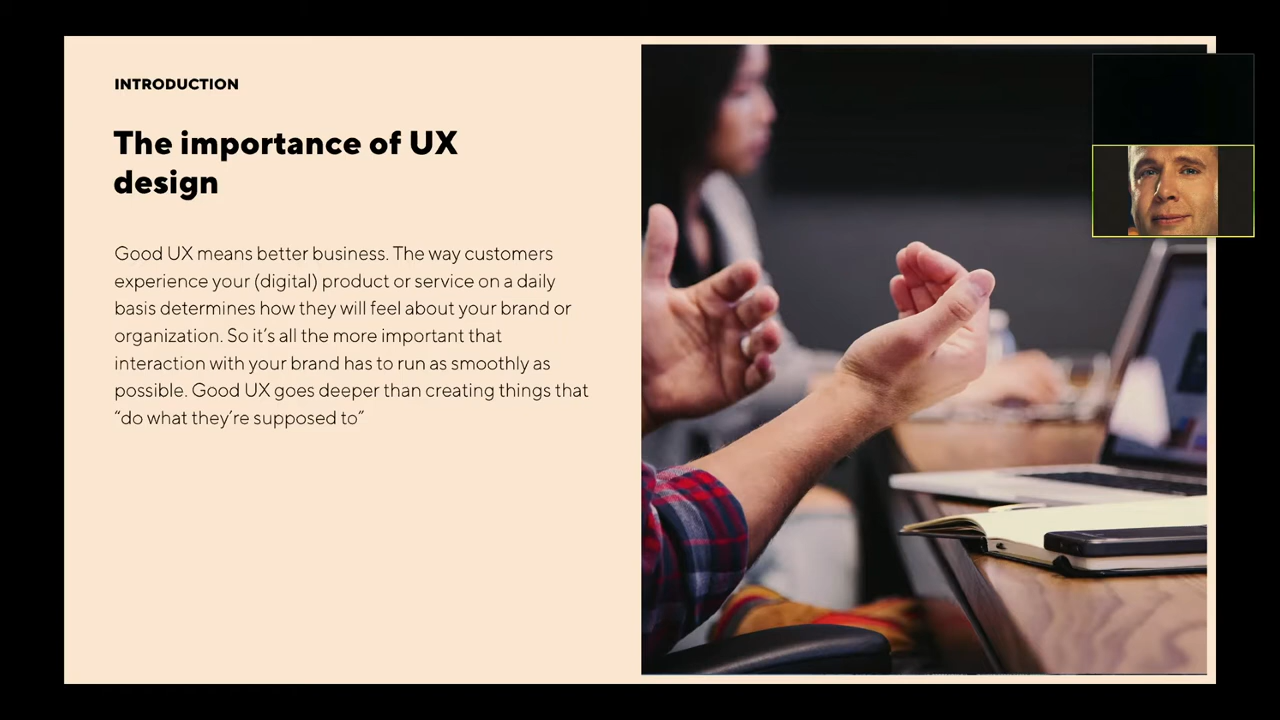 INTRODUCTION
The importance of UX
design
Good UX means better business. The way customers
experience your (digital) product or service on a daily
basis determines how they will feel about your brand or
organization. So it’s all the more important that
interaction with your brand has to run as smoothly as
possible. Good UX goes deeper than creating things that
“do what they’re supposed to”